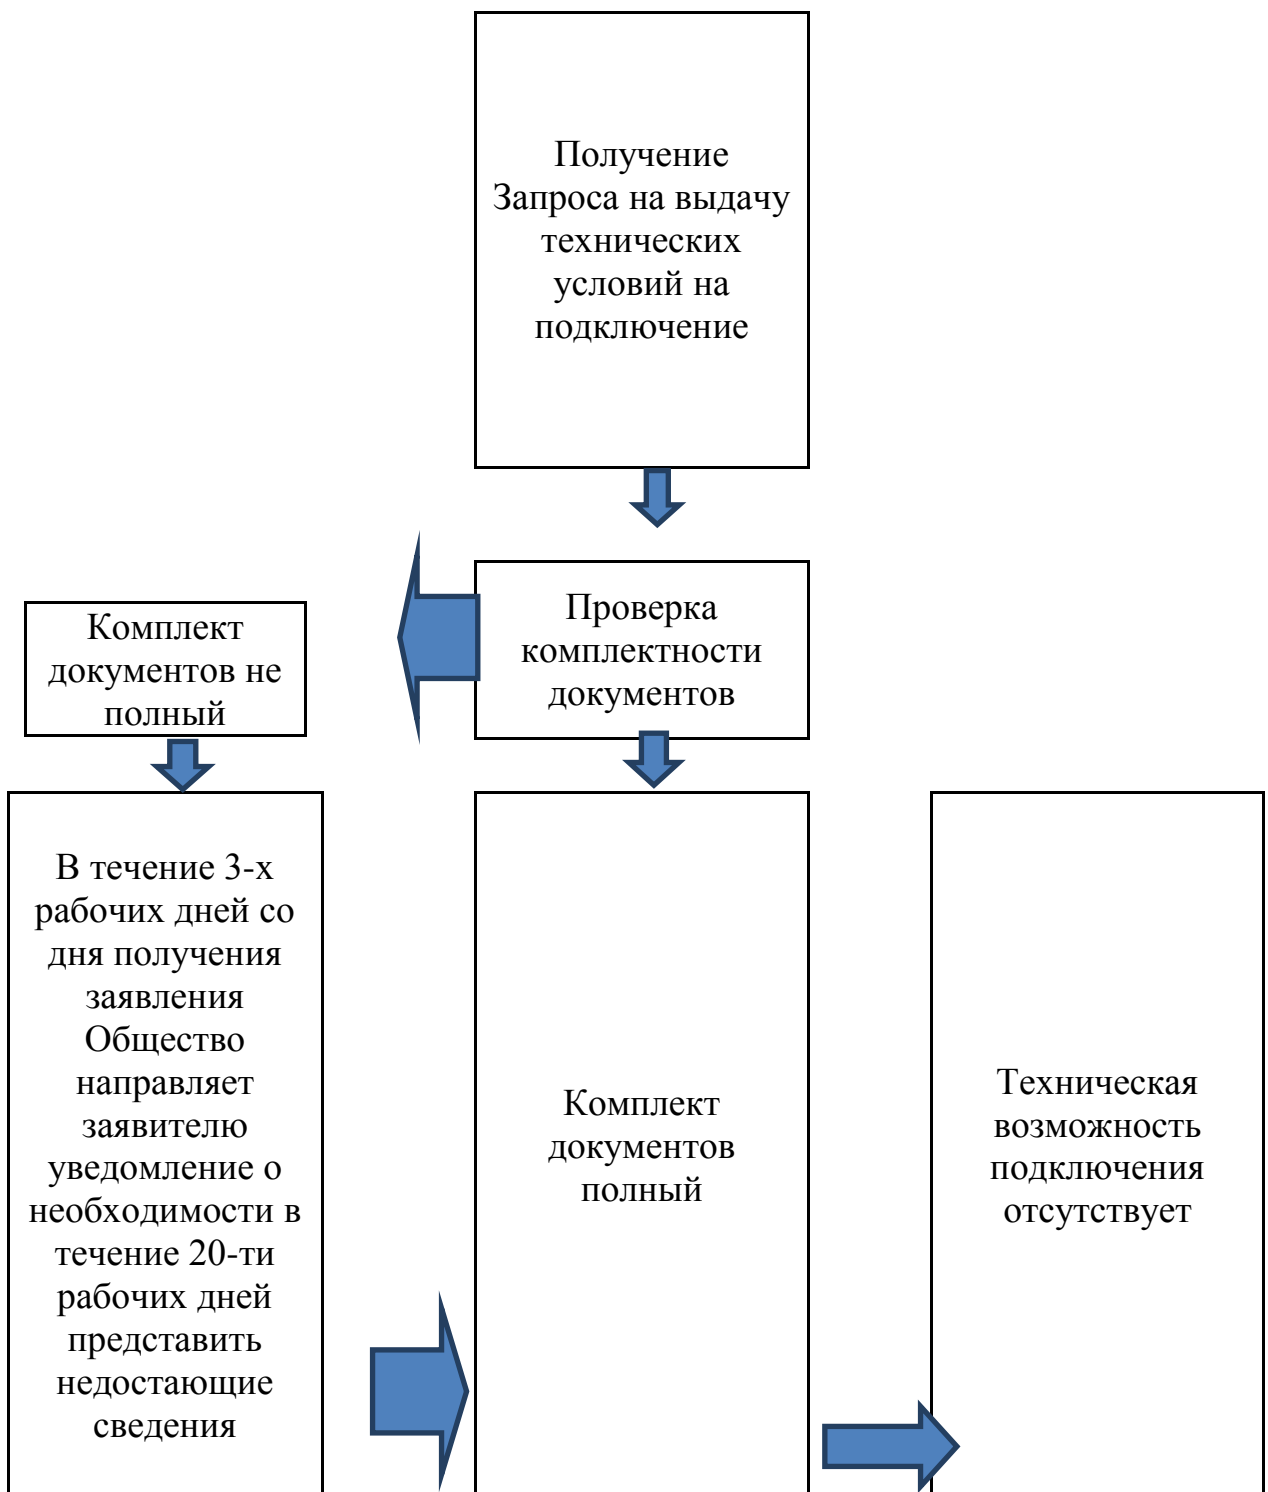 Получение
Запроса на выдачу
технических
условий на
подключение
Проверка
комплектности
документов
Комплект
документов не
полный
В течение 3-х
рабочих дней со
дня получения
заявления
Общество
направляет
заявителю
уведомление о
необходимости в
течение 20-ти
рабочих дней
представить
недостающие
сведения
Комплект
документов
полный
Техническая
возможность
подключения
отсутствует